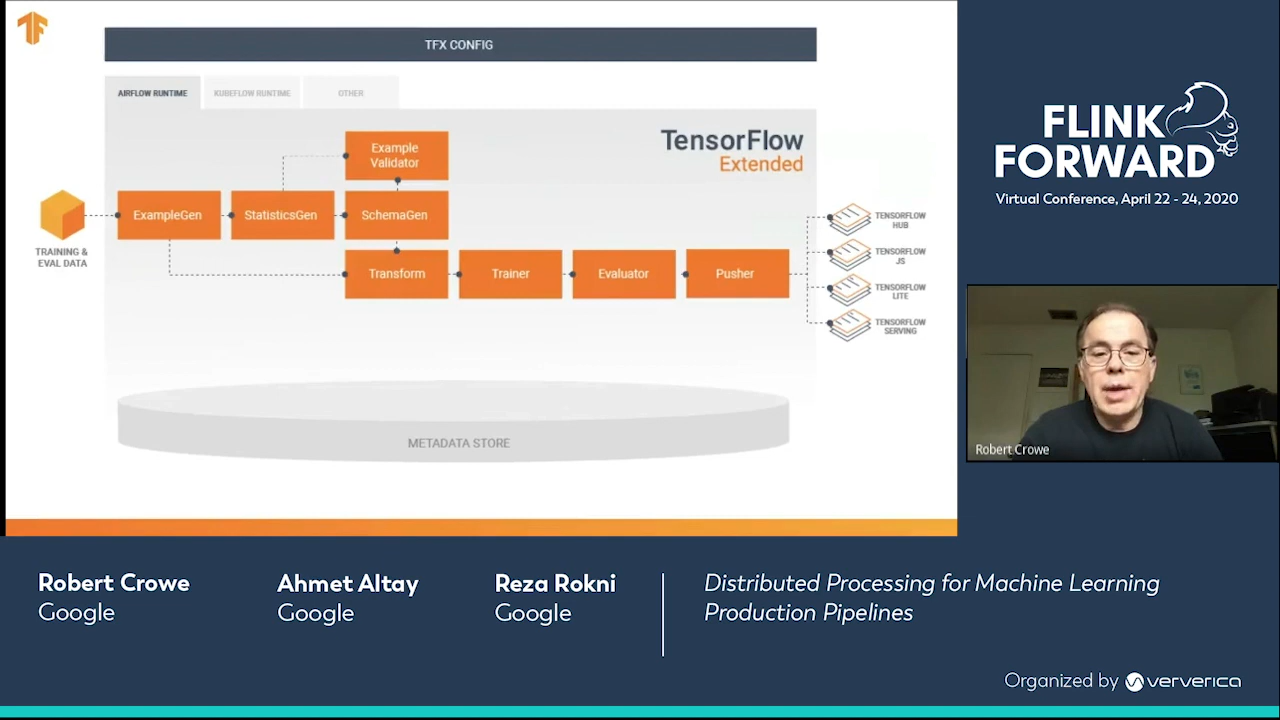 TFX CONFIG
AIRFLOW RUNTIME
KUBEFLOW RUNTIME
OTHER
TensorFlow
Extended
Example
Validator
ExampleGen
StatisticsGen
SchemaGen
TRAINING &
EVAL DATA
Transform
Trainer
Evaluator
Pusher
TENSORFLOW
HUB
TENSORFLOW
JS
TENSORFLOW
LITE
TENSORFLOW
SERVING
METADATA STORE
FLINK
FORWARD
Virtual Conference, April 22 - 24, 2020
Robert Crowe
Robert Crowe
Google
Ahmet Altay
Google
Reza Rokni
Google
Distributed Processing for Machine Learning
Production Pipelines
Organized by ververica